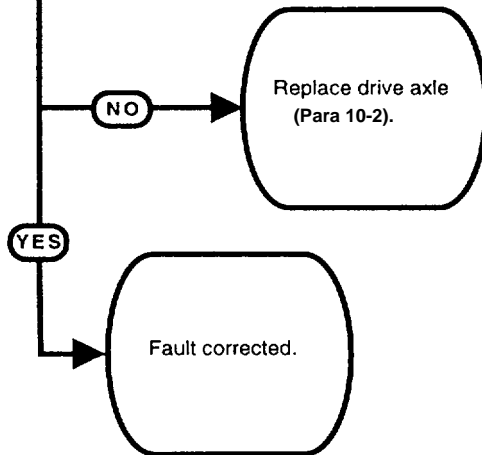 NO
Replace drive axle
(Para 10-2).
YES
Fault corrected.